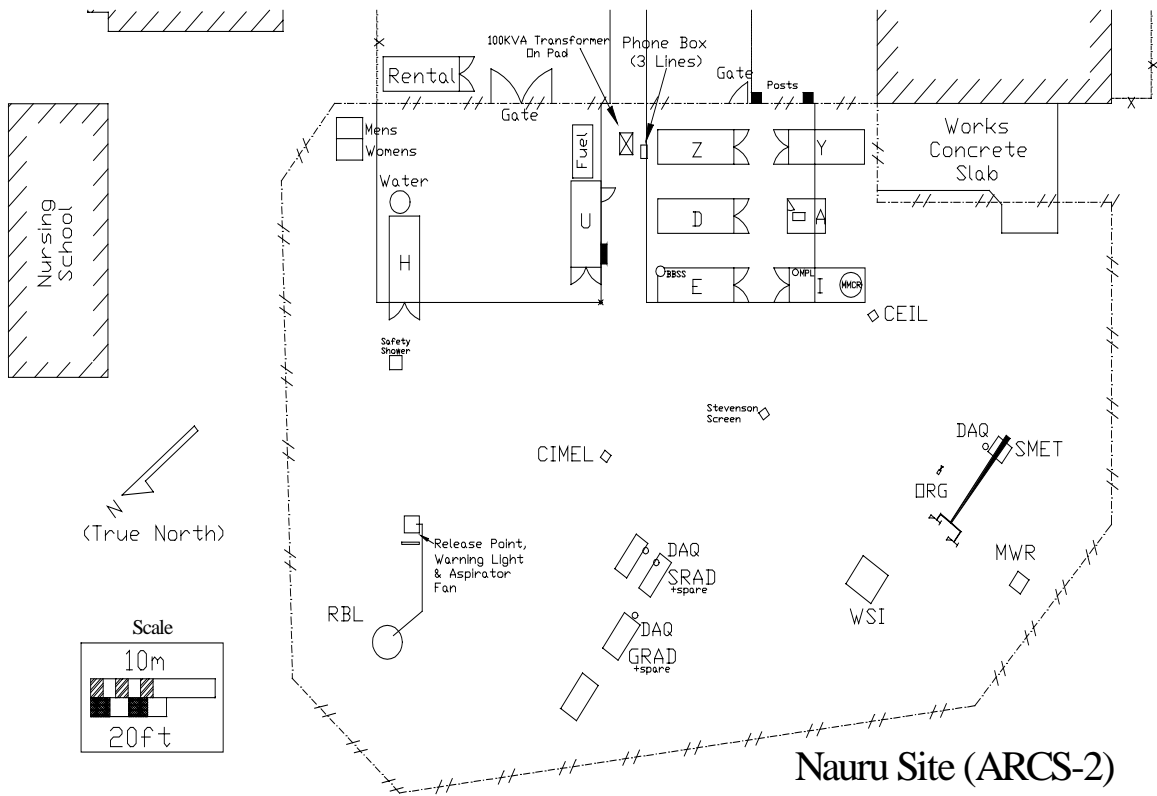 100KVA Transformer
On Pad
Phone Box
(3 Lines)
Rental
Gate
Gate
Posts
Mens
Womens
Fuel
Z
Y
Works
Concrete
Slab
Water
Nursing
School
U
D
A
H
BBSS
E
MPL
I
MMCR
CEIL
Safety
Shower
Stevenson
Screen
CIMEL
DAQ
SMET
ORG
N
(True North)
Release Point,
Warning Light
& Aspirator
Fan
DAQ
SRAD
+spare
MWR
WSI
RBL
DAQ
GRAD
+spare
Scale
10m
20ft
Nauru Site (ARCS-2)